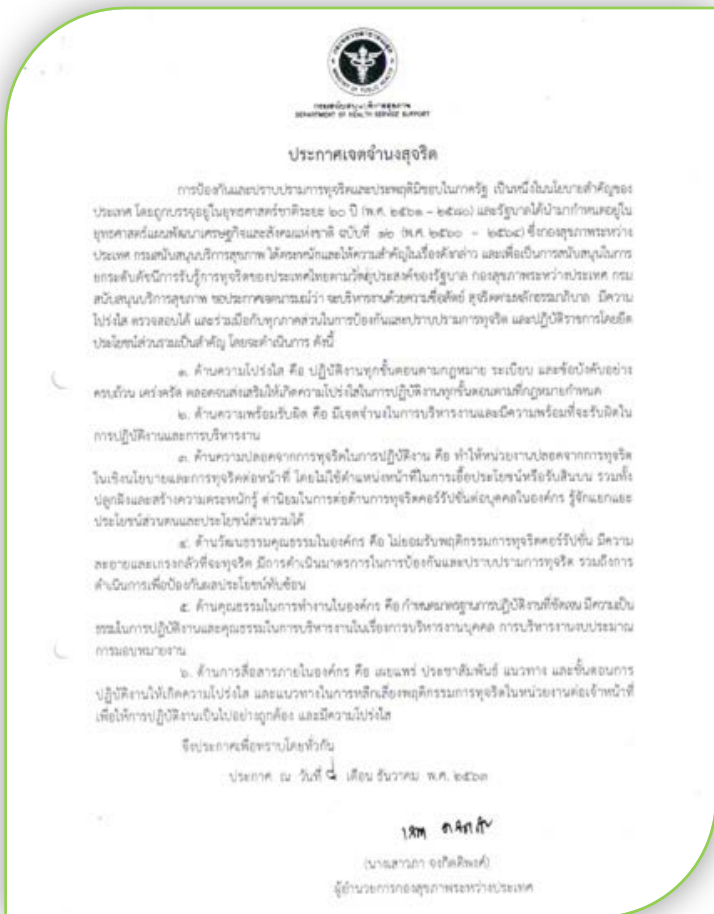 กระทรวงสาธารณสุข
MINISTRY OF PUBLIC HEALTH
กรมสนับสนุนบริการสุขภาพ
DEPARTMENT OF HEALTH SERVICE SUPPORT
ประกาศเจตจำนงสุจริต
การป้องกันและปราบปรามการทุจริตและประพฤติมิชอบในภาครัฐ เป็นหนึ่งในนโยบายสำคัญของ
ประเทศ โดยถูกบรรจุอยู่ในยุทธศาสตร์ชาติระยะ ๒๐ ปี (พ.ศ. ๒๕๖๑ – ๒๕๘๐) และรัฐบาลได้นำมากำหนดอยู่ใน
ยุทธศาสตร์แผนพัฒนาเศรษฐกิจและสังคมแห่งชาติ ฉบับที่ ๑๒ (พ.ศ. ๒๕๖๐ – ๒๕๖๔) ซึ่งกองสุขภาพระหว่าง
ประเทศ กรมสนับสนุนบริการสุขภาพ ได้ตระหนักและให้ความสำคัญในเรื่องดังกล่าว และเพื่อเป็นการสนับสนุนในการ
ยกระดับดัชนีการรับรู้การทุจริตของประเทศไทยตามวัตถุประสงค์ของรัฐบาล กองสุขภาพระหว่างประเทศ กรม
สนับสนุนบริการสุขภาพ ขอประกาศเจตนารมณ์ว่า จะบริหารงานด้วยความซื่อสัตย์ สุจริตตามหลักธรรมาภิบาล มีความ
โปร่งใส ตรวจสอบได้ และร่วมมือกับทุกภาคส่วนในการป้องกันและปราบปรามการทุจริต และปฏิบัติราชการโดยยึด
ประโยชน์ส่วนรวมเป็นสำคัญ โดยจะดำเนินการ ดังนี้
๑. ด้านความโปร่งใส คือ ปฏิบัติงานทุกขั้นตอนตามกฎหมาย ระเบียบ และข้อบังคับอย่าง
ครบถ้วน เคร่งครัด ตลอดจนส่งเสริมให้เกิดความโปร่งใสในการปฏิบัติงานทุกขั้นตอนตามที่กฎหมายกำหนด
๒. ด้านความพร้อมรับผิด คือ มีเจตจำนงในการบริหารงานและมีความพร้อมที่จะรับผิดใน
การปฏิบัติงานและการบริหารงาน
๓. ด้านความปลอดจากการทุจริตในการปฏิบัติงาน คือ ทำให้หน่วยงานปลอดจากการทุจริต
ในเชิงนโยบายและการทุจริตต่อหน้าที่ โดยไม่ใช้ตำแหน่งหน้าที่ในการเอื้อประโยชน์หรือรับสินบน รวมทั้ง
ปลูกฝังและสร้างความตระหนักรู้ ค่านิยมในการต่อต้านการทุจริตคอร์รัปชั่นต่อบุคคลในองค์กร รู้จักแยกแยะ
ประโยชน์ส่วนตนและประโยชน์ส่วนรวมได้
๔. ด้านวัฒนธรรมคุณธรรมในองค์กร คือ ไม่ยอมรับพฤติกรรมการทุจริตคอร์รัปชั่น มีความ
ละอายและเกรงกลัวที่จะทุจริต มีการดำเนินมาตรการในการป้องกันและปราบปรามการทุจริต รวมถึงการ
ดำเนินการเพื่อป้องกันผลประโยชน์ทับซ้อน
๕. ด้านคุณธรรมในการทำงานในองค์กร คือ กำหนดมาตรฐานการปฏิบัติงานที่ชัดเจน มีความเป็น
ธรรมในการปฏิบัติงานและคุณธรรมในการบริหารงานในเรื่องการบริหารงานบุคคล การบริหารงานงบประมาณ
การมอบหมายงาน
๖. ด้านการสื่อสารภายในองค์กร คือ เผยแพร่ ประชาสัมพันธ์ แนวทาง และขั้นตอนการ
ปฏิบัติงานให้เกิดความโปร่งใส และแนวทางในการหลีกเลี่ยงพฤติกรรมการทุจริตในหน่วยงานต่อเจ้าหน้าที่
เพื่อให้การปฏิบัติงานเป็นไปอย่างถูกต้อง และมีความโปร่งใส
จึงประกาศเพื่อทราบโดยทั่วกัน
ประกาศ ณ วันที่ ๘ เดือน ธันวาคม พ.ศ. ๒๕๖๓
(นางเสาวภา จงกิตติพงศ์)
ผู้อำนวยการกองสุขภาพระหว่างประเทศ